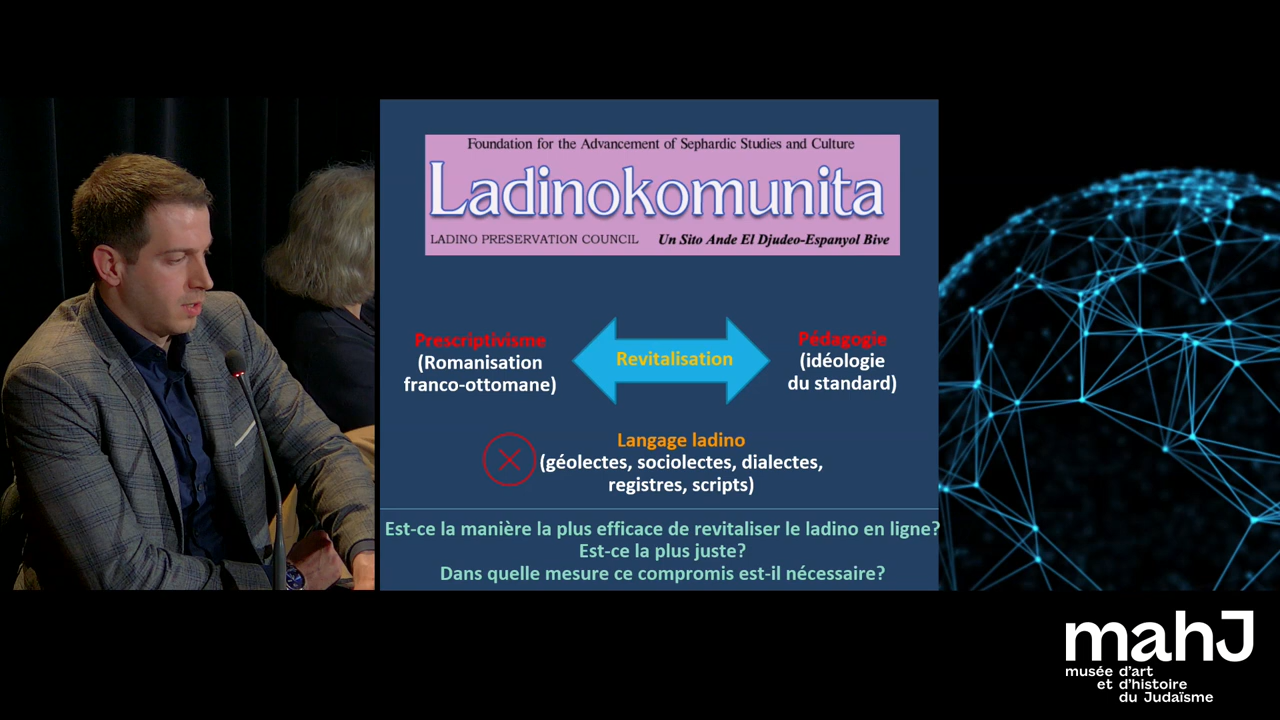 Foundation for the Advancement of Sephardic Studies and Culture
Ladinokomunita
LADINO PRESERVATION COUNCIL Un Sito Ande El Djudeo-Espanyol Bive
Prescriptivisme
(Romanisation
franco-ottomane)
Revitalisation
Pédagogie
(idéologie
du standard)
Langage ladino
(géolectes, sociolectes, dialectes,
registres, scripts)
Est-ce la manière la plus efficace de revitaliser le ladino en ligne?
Est-ce la plus juste?
Dans quelle mesure ce compromis est-il nécessaire?
mahJ
musée d'art
et d'histoire
du Judaïsme